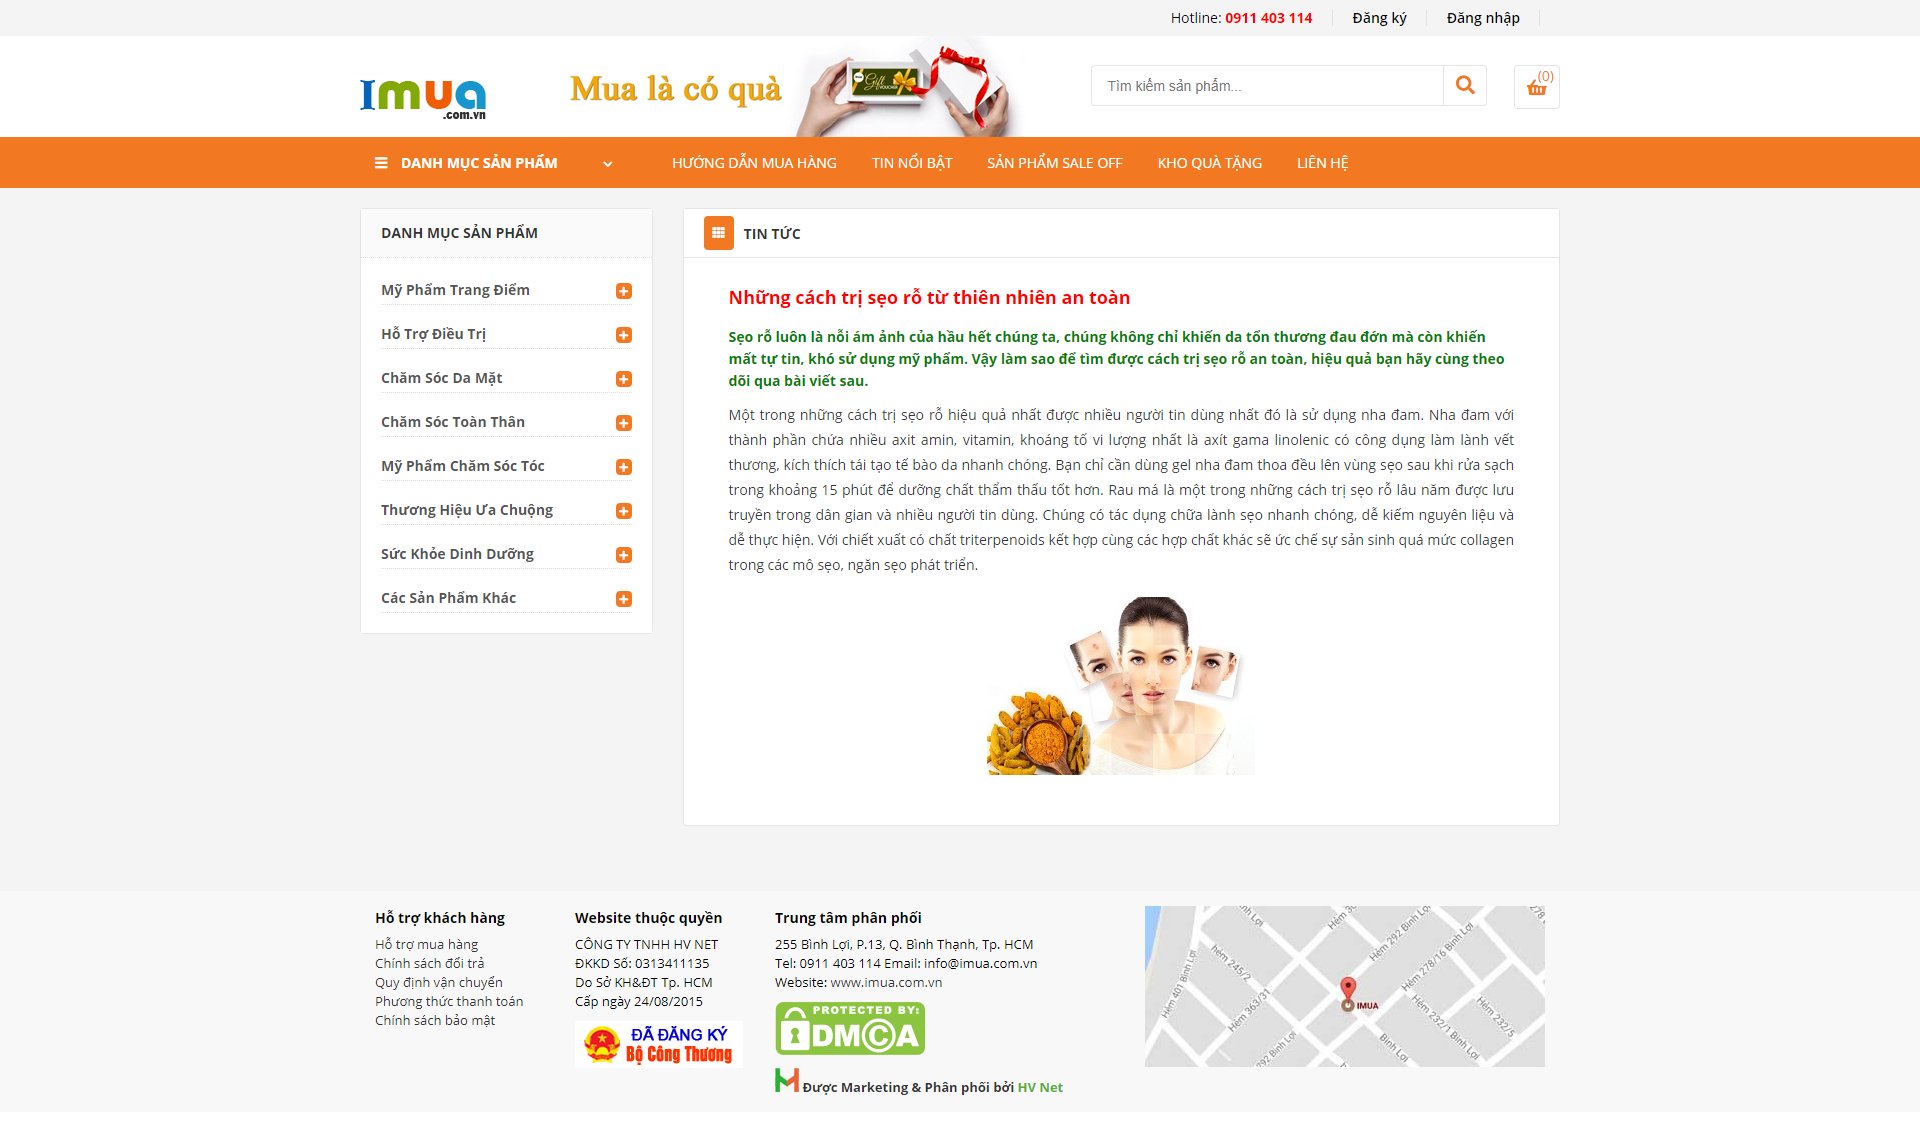 Hotline: 0911 403 114 Đăng ký Đăng nhập
Imua
.com.vn
Mua là có quà
Gift
VOUCHER
Tìm kiếm sản phẩm...
(0)
DANH MỤC SẢN PHẨM HƯỚNG DẪN MUA HÀNG TIN NỔI BẬT SẢN PHẨM SALE OFF KHO QUÀ TẶNG LIÊN HỆ
DANH MỤC SẢN PHẨM
Mỹ Phẩm Trang Điểm
Hỗ Trợ Điều Trị
Chăm Sóc Da Mặt
Chăm Sóc Toàn Thân
Mỹ Phẩm Chăm Sóc Tóc
Thương Hiệu Ưa Chuộng
Sức Khỏe Dinh Dưỡng
Các Sản Phẩm Khác
TIN TỨC
Những cách trị sẹo rỗ từ thiên nhiên an toàn
Sẹo rỗ luôn là nỗi ám ảnh của hầu hết chúng ta, chúng không chỉ khiến da tổn thương đau đớn mà còn khiến
mất tự tin, khó sử dụng mỹ phẩm. Vậy làm sao để tìm được cách trị sẹo rỗ an toàn, hiệu quả bạn hãy cùng theo
dõi qua bài viết sau.
Một trong những cách trị sẹo rỗ hiệu quả nhất được nhiều người tin dùng nhất đó là sử dụng nha đam. Nha đam với
thành phần chứa nhiều axit amin, vitamin, khoáng tố vi lượng nhất là axít gama linolenic có công dụng làm lành vết
thương, kích thích tái tạo tế bào da nhanh chóng. Bạn chỉ cần dùng gel nha đam thoa đều lên vùng sẹo sau khi rửa sạch
trong khoảng 15 phút để dưỡng chất thẩm thấu tốt hơn. Rau má là một trong những cách trị sẹo rỗ lâu năm được lưu
truyền trong dân gian và nhiều người tin dùng. Chúng có tác dụng chữa lành sẹo nhanh chóng, dễ kiếm nguyên liệu và
dễ thực hiện. Với chiết xuất có chất triterpenoids kết hợp cùng các hợp chất khác sẽ ức chế sự sản sinh quá mức collagen
trong các mô sẹo, ngăn sẹo phát triển.
Hỗ trợ khách hàng
Hỗ trợ mua hàng
Chính sách đổi trả
Quy định vận chuyển
Phương thức thanh toán
Chính sách bảo mật
Website thuộc quyền
CÔNG TY TNHH HV NET
ĐKKD Số: 0313411135
Do Sở KH&ĐT Tp. HCM
Cấp ngày 24/08/2015
ĐÃ ĐĂNG KÝ
Bộ Công Thương
Trung tâm phân phối
255 Bình Lợi, P.13, Q. Bình Thạnh, Tp. HCM
Tel: 0911 403 114 Email: info@imua.com.vn
Website: www.imua.com.vn
PROTECTED BY:
DMCA
Được Marketing & Phân phối bởi HV Net
Hẻm 292 Bình Lợi
Hẻm 278/16 Bình Lợi
Hẻm 401 Bình Lợi
hẻm 245/2
Hẻm 363/31
IMUA
Hẻm 232/1 Bình Lợi
Hẻm 232/5
292 Bình Lợi
Bình Lợi